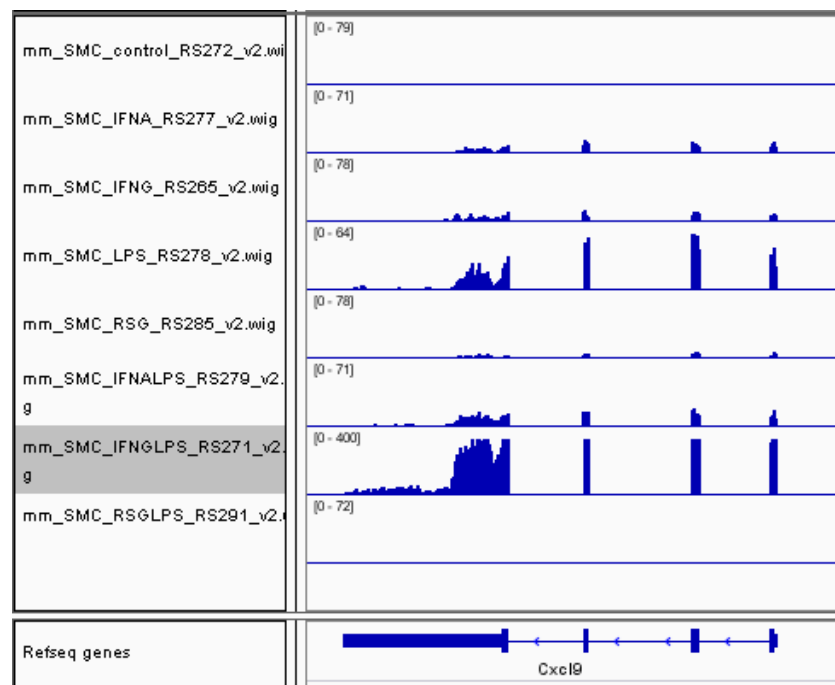 [0 - 79]
mm_SMC_control_RS272_v2.wi
[0 - 71]
mm_SMC_IFNA_RS277_v2.wig
[0 - 78]
mm_SMC_IFNG_RS265_v2.wig
[0 - 64]
mm_SMC_LPS_RS278_v2.wig
[0 - 78]
mm_SMC_RSG_RS285_v2.wig
[0 - 71]
mm_SMC_IFNALPS_RS279_v2.
g
[0 - 400]
mm_SMC_IFNGLPS_RS271_v2.
g
[0 - 72]
mm_SMC_RSGLPS_RS291_v2.
Refseq genes
Cxcl9